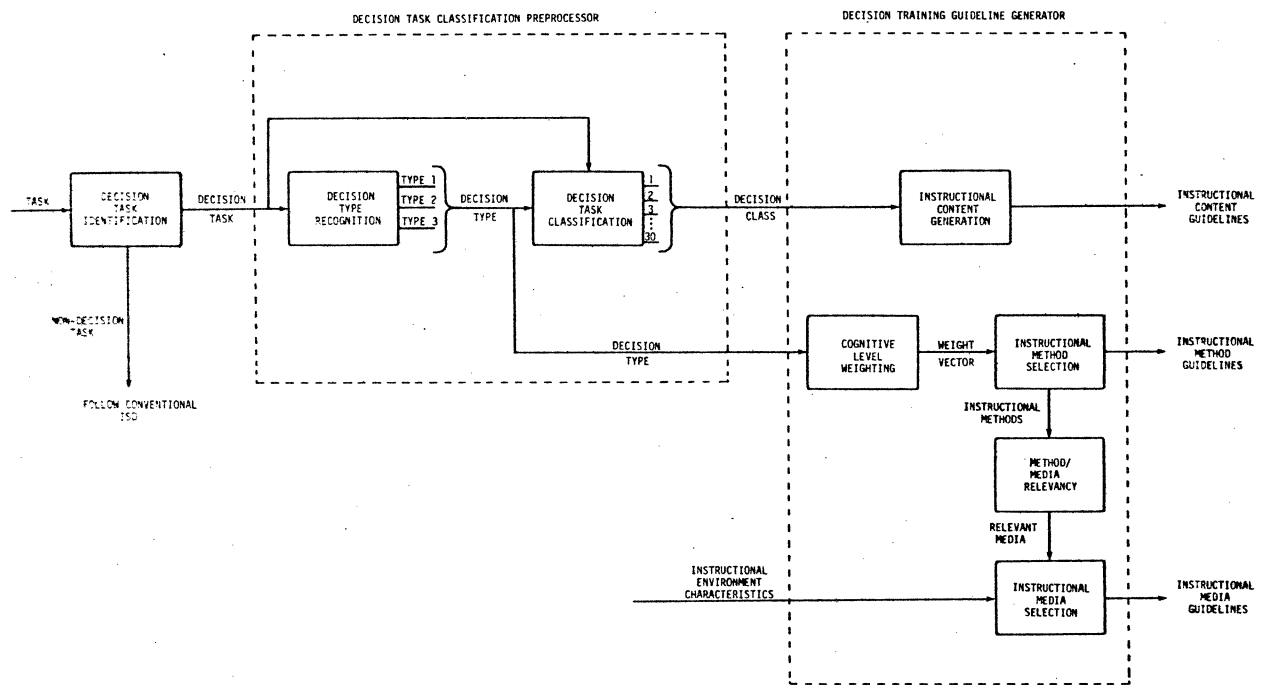 DECISION TASK CLASSIFICATION PREPROCESSOR
DECISION TRAINING GUIDELINE GENERATOR
TASK
DECISION
TASK
IDENTIFICATION
DECISION
TASK
DECISION
TYPE
RECOGNITION
TYPE 1
TYPE 2
TYPE 3
DECISION
TYPE
DECISION
TASK
CLASSIFICATION
1
2
3
30
DECISION
CLASS
INSTRUCTIONAL
CONTENT
GENERATION
INSTRUCTIONAL
CONTENT
GUIDELINES
NON-DECISION
TASK
FOLLOW CONVENTIONAL
ISD
DECISION
TYPE
COGNITIVE
LEVEL
WEIGHTING
WEIGHT
VECTOR
INSTRUCTIONAL
METHOD
SELECTION
INSTRUCTIONAL
METHOD
GUIDELINES
INSTRUCTIONAL
METHODS
METHOD/
MEDIA
RELEVANCY
RELEVANT
MEDIA
INSTRUCTIONAL
ENVIRONMENT
CHARACTERISTICS
INSTRUCTIONAL
MEDIA
SELECTION
INSTRUCTIONAL
MEDIA
GUIDELINES